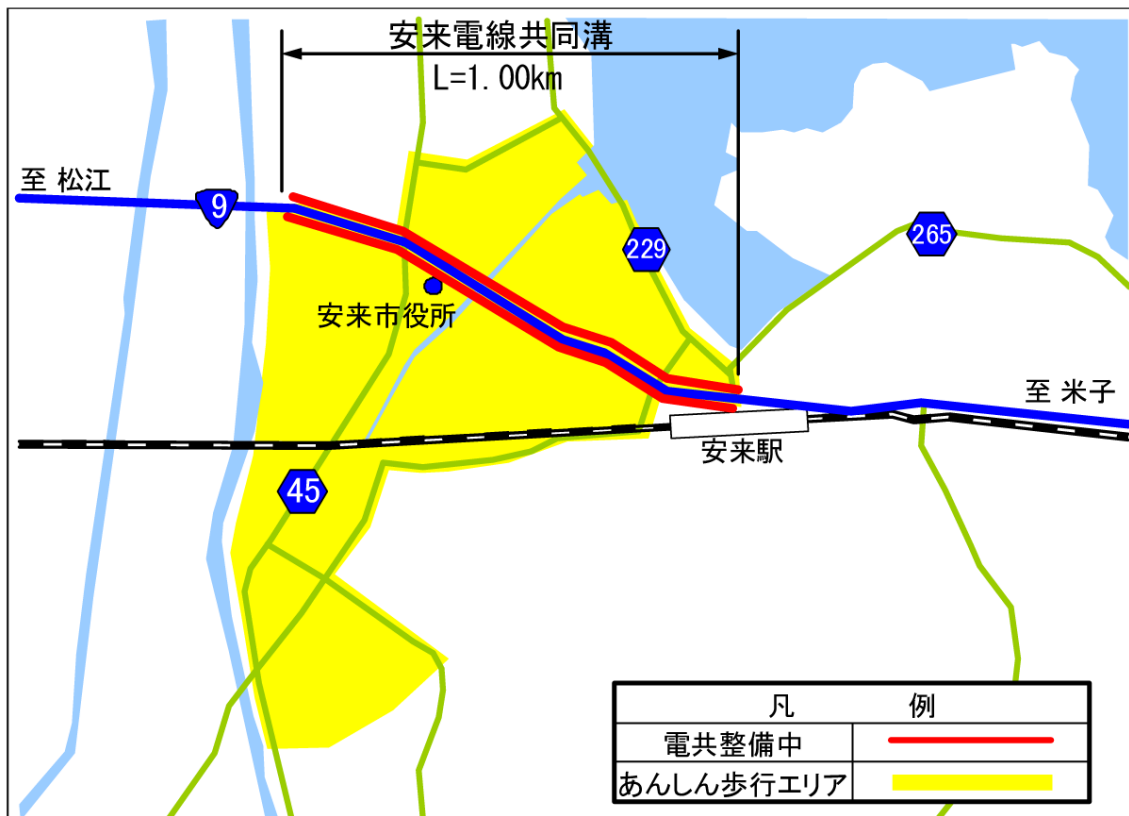 安来電線共同溝
L=1.00km
至 松江
9
229
265
安来市役所
至 米子
安来駅
45
凡 例
電共整備中
あんしん歩行エリア